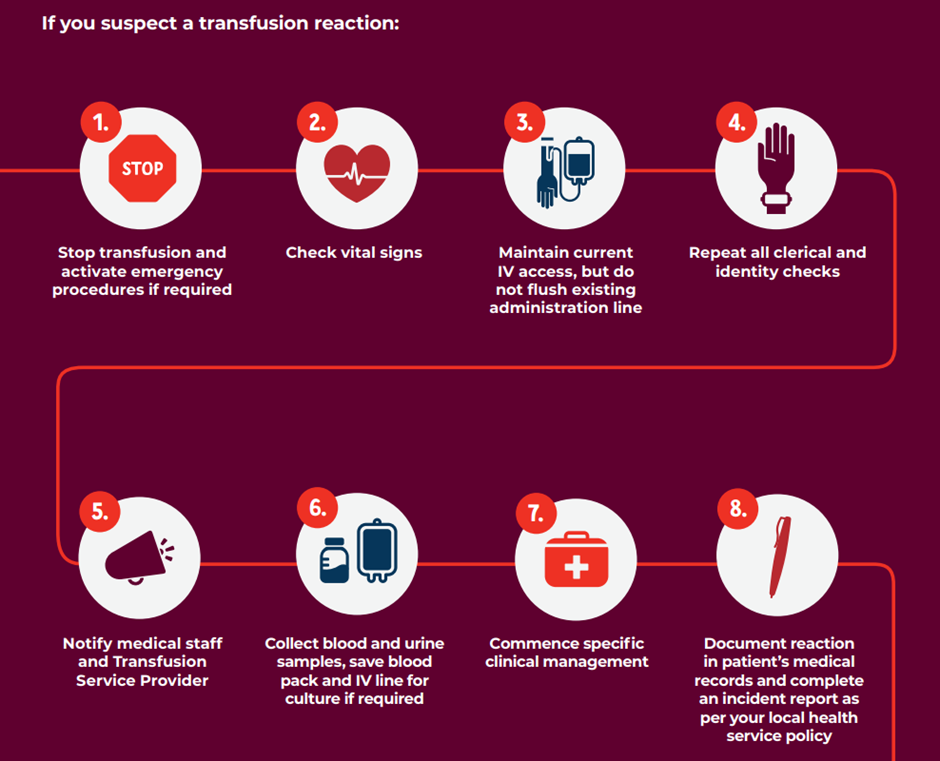 If you suspect a transfusion reaction:
1.
STOP
Stop transfusion and
activate emergency
procedures if required
2.
Check vital signs
3.
Maintain current
IV access, but do
not flush existing
administration line
4.
Repeat all clerical and
identity checks
5.
Notify medical staff
and Transfusion
Service Provider
6.
Collect blood and urine
samples, save blood
pack and IV line for
culture if required
7.
Commence specific
clinical management
8.
Document reaction
in patient’s medical
records and complete
an incident report as
per your local health
service policy